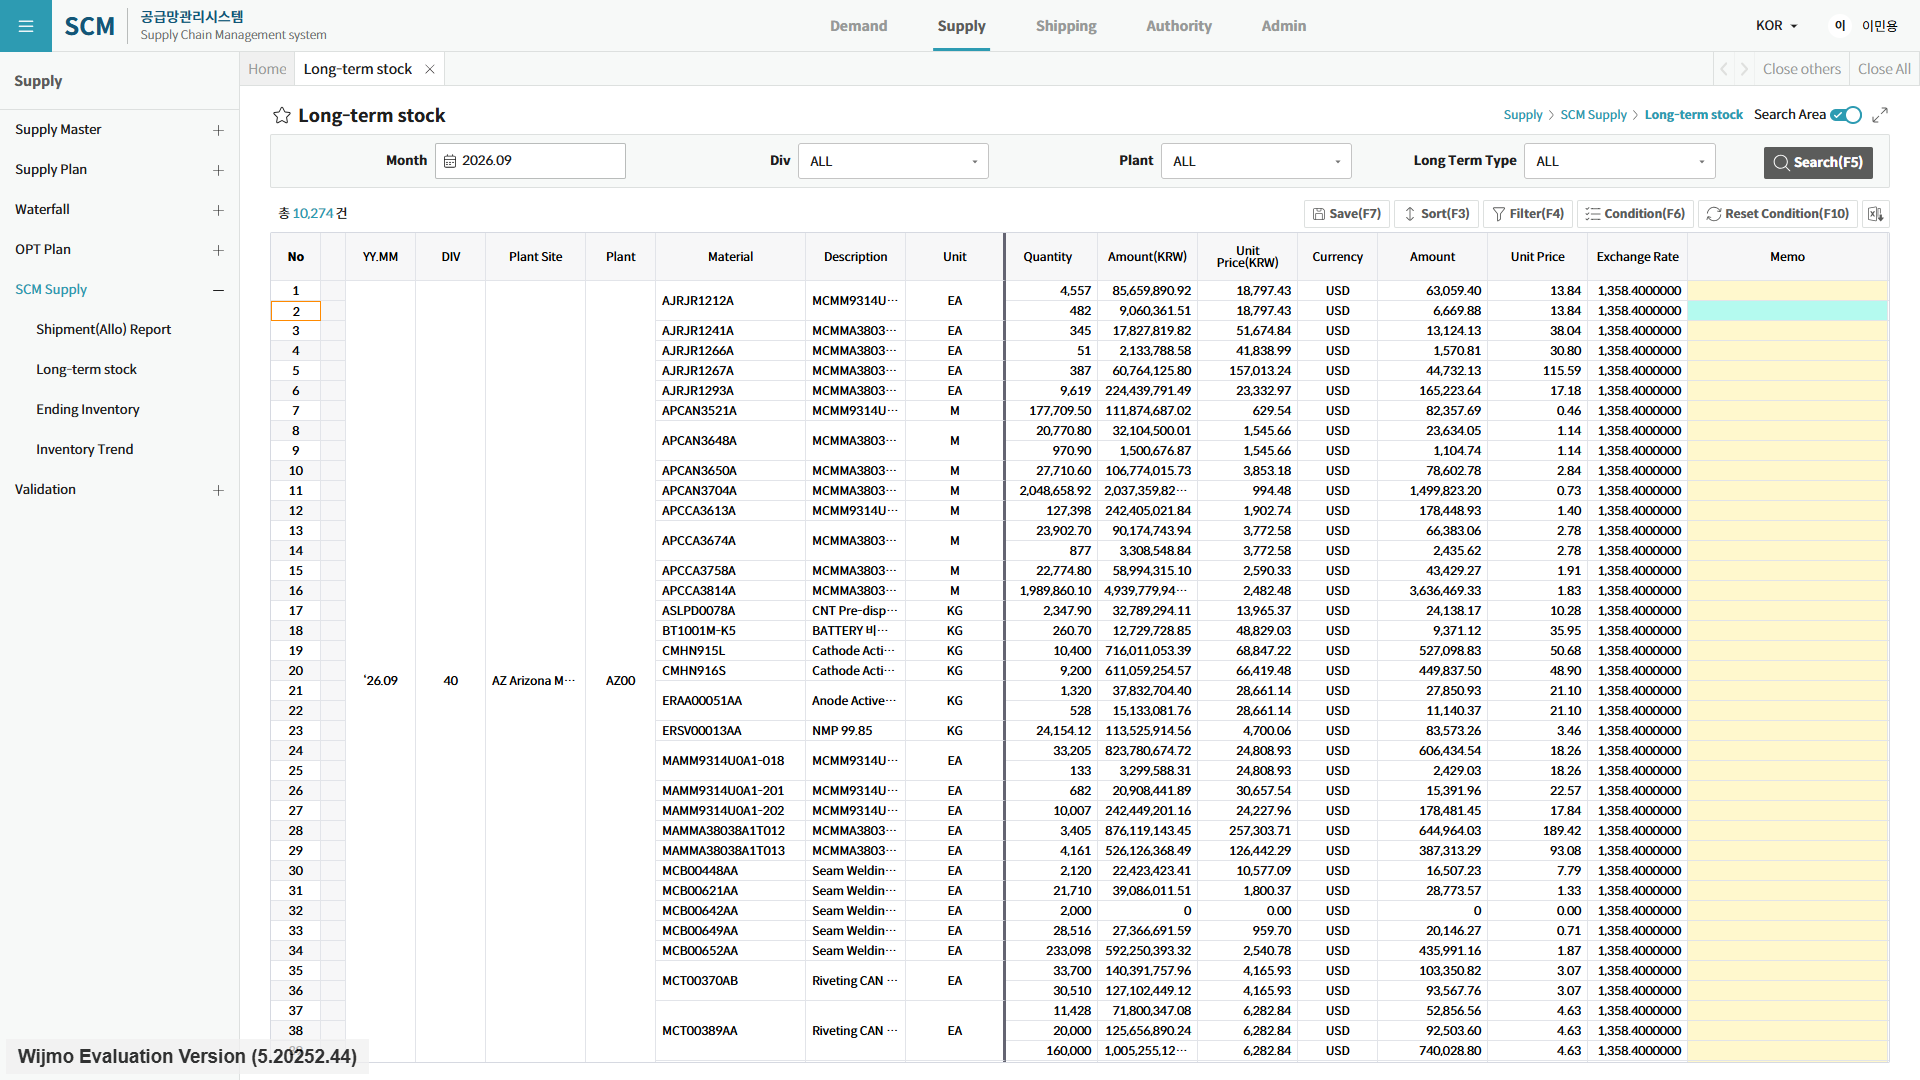 SCM
공급망관리시스템
Supply Chain Management system
Demand Supply Shipping Authority Admin
KOR 이 이민용
Supply
Home Long-term stock
Close others Close All
Supply Master
Supply Plan
Waterfall
OPT Plan
SCM Supply
Shipment(Allo) Report
Long-term stock
Ending Inventory
Inventory Trend
Validation
Long-term stock
Supply > SCM Supply > Long-term stock Search Area
Month 2026.09 Div ALL Plant ALL Long Term Type ALL Search(F5)
총 10,274 건
Save(F7) Sort(F3) Filter(F4) Condition(F6) Reset Condition(F10)
No YY.MM DIV Plant Site Plant Material Description Unit Quantity Amount(KRW) Unit Price(KRW) Currency Amount Unit Price Exchange Rate Memo
'26.09 40 AZ Arizona M··· AZ00
1 AJRJR1212A MCMM9314U··· EA 4,557 85,659,890.92 18,797.43 USD 63,059.40 13.84 1,358.4000000
2 482 9,060,361.51 18,797.43 USD 6,669.88 13.84 1,358.4000000
3 AJRJR1241A MCMMA3803··· EA 345 17,827,819.82 51,674.84 USD 13,124.13 38.04 1,358.4000000
4 AJRJR1266A MCMMA3803··· EA 51 2,133,788.58 41,838.99 USD 1,570.81 30.80 1,358.4000000
5 AJRJR1267A MCMMA3803··· EA 387 60,764,125.80 157,013.24 USD 44,732.13 115.59 1,358.4000000
6 AJRJR1293A MCMMA3803··· EA 9,619 224,439,791.49 23,332.97 USD 165,223.64 17.18 1,358.4000000
7 APCAN3521A MCMM9314U··· M 177,709.50 111,874,687.02 629.54 USD 82,357.69 0.46 1,358.4000000
8 APCAN3648A MCMMA3803··· M 20,770.80 32,104,500.01 1,545.66 USD 23,634.05 1.14 1,358.4000000
9 970.90 1,500,676.87 1,545.66 USD 1,104.74 1.14 1,358.4000000
10 APCAN3650A MCMMA3803··· M 27,710.60 106,774,015.73 3,853.18 USD 78,602.78 2.84 1,358.4000000
11 APCAN3704A MCMMA3803··· M 2,048,658.92 2,037,359,82··· 994.48 USD 1,499,823.20 0.73 1,358.4000000
12 APCCA3613A MCMM9314U··· M 127,398 242,405,021.84 1,902.74 USD 178,448.93 1.40 1,358.4000000
13 APCCA3674A MCMMA3803··· M 23,902.70 90,174,743.94 3,772.58 USD 66,383.06 2.78 1,358.4000000
14 877 3,308,548.84 3,772.58 USD 2,435.62 2.78 1,358.4000000
15 APCCA3758A MCMMA3803··· M 22,774.80 58,994,315.10 2,590.33 USD 43,429.27 1.91 1,358.4000000
16 APCCA3814A MCMMA3803··· M 1,989,860.10 4,939,779,94··· 2,482.48 USD 3,636,469.33 1.83 1,358.4000000
17 ASLPD0078A CNT Pre-disp··· KG 2,347.90 32,789,294.11 13,965.37 USD 24,138.17 10.28 1,358.4000000
18 BT1001M-K5 BATTERY 비··· KG 260.70 12,729,728.85 48,829.03 USD 9,371.12 35.95 1,358.4000000
19 CMHN915L Cathode Acti··· KG 10,400 716,011,053.39 68,847.22 USD 527,098.83 50.68 1,358.4000000
20 CMHN916S Cathode Acti··· KG 9,200 611,059,254.57 66,419.48 USD 449,837.50 48.90 1,358.4000000
21 ERAA00051AA Anode Active··· KG 1,320 37,832,704.40 28,661.14 USD 27,850.93 21.10 1,358.4000000
22 528 15,133,081.76 28,661.14 USD 11,140.37 21.10 1,358.4000000
23 ERSV00013AA NMP 99.85 KG 24,154.12 113,525,914.56 4,700.06 USD 83,573.26 3.46 1,358.4000000
24 MAMM9314U0A1-018 MCMM9314U··· EA 33,205 823,780,674.72 24,808.93 USD 606,434.54 18.26 1,358.4000000
25 133 3,299,588.31 24,808.93 USD 2,429.03 18.26 1,358.4000000
26 MAMM9314U0A1-201 MCMM9314U··· EA 682 20,908,441.89 30,657.54 USD 15,391.96 22.57 1,358.4000000
27 MAMM9314U0A1-202 MCMM9314U··· EA 10,007 242,449,201.16 24,227.96 USD 178,481.45 17.84 1,358.4000000
28 MAMMA38038A1T012 MCMMA3803··· EA 3,405 876,119,143.45 257,303.71 USD 644,964.03 189.42 1,358.4000000
29 MAMMA38038A1T013 MCMMA3803··· EA 4,161 526,126,368.49 126,442.29 USD 387,313.29 93.08 1,358.4000000
30 MCB00448AA Seam Weldin··· EA 2,120 22,423,423.41 10,577.09 USD 16,507.23 7.79 1,358.4000000
31 MCB00621AA Seam Weldin··· EA 21,710 39,086,011.51 1,800.37 USD 28,773.57 1.33 1,358.4000000
32 MCB00642AA Seam Weldin··· EA 2,000 0 0.00 USD 0 0.00 1,358.4000000
33 MCB00649AA Seam Weldin··· EA 28,516 27,366,691.59 959.70 USD 20,146.27 0.71 1,358.4000000
34 MCB00652AA Seam Weldin··· EA 233,098 592,250,393.32 2,540.78 USD 435,991.16 1.87 1,358.4000000
35 MCT00370AB Riveting CAN ··· EA 33,700 140,391,757.96 4,165.93 USD 103,350.82 3.07 1,358.4000000
36 30,510 127,102,449.12 4,165.93 USD 93,567.76 3.07 1,358.4000000
37 MCT00389AA Riveting CAN ··· EA 11,428 71,800,347.08 6,282.84 USD 52,856.56 4.63 1,358.4000000
38 20,000 125,656,890.24 6,282.84 USD 92,503.60 4.63 1,358.4000000
160,000 1,005,255,12··· 6,282.84 USD 740,028.80 4.63 1,358.4000000
Wijmo Evaluation Version (5.20252.44)